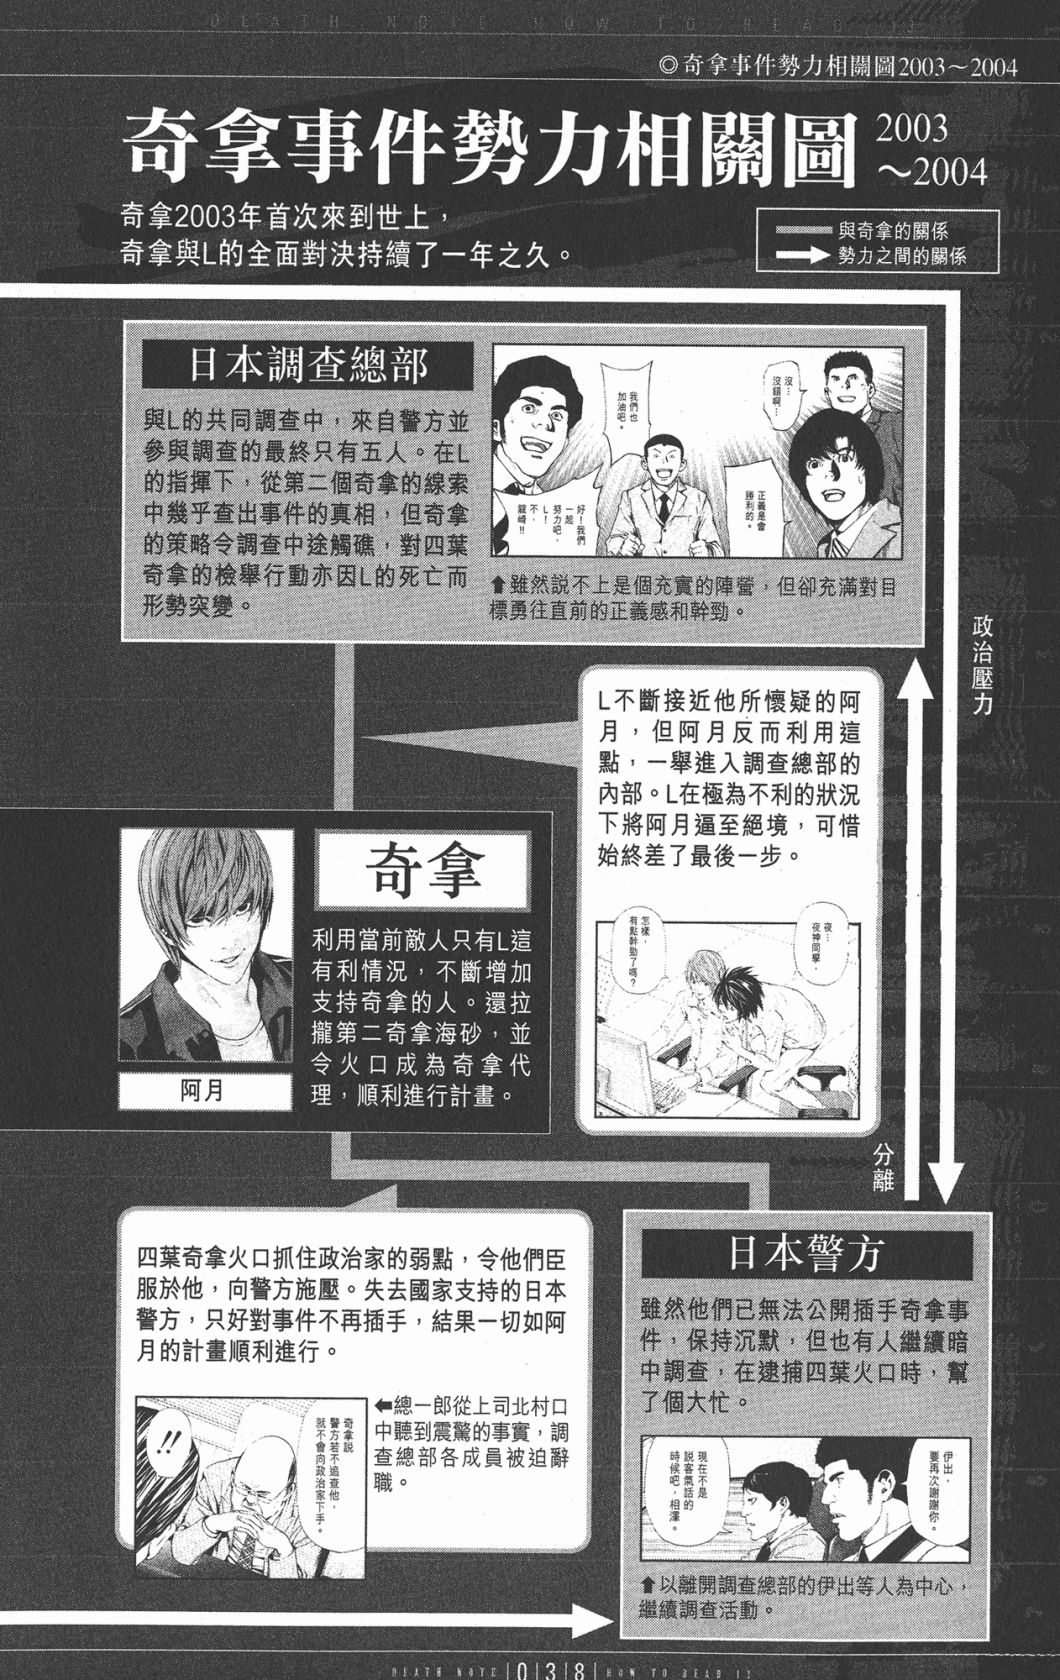 DEATH NOTE HOW TO READ 13
◎奇拿事件勢力相關圖2003～2004
奇拿事件勢力相關圖 2003
～2004
奇拿2003年首次來到世上，
奇拿與L的全面對決持續了一年之久。
與奇拿的關係
勢力之間的關係
日本調查總部
與L的共同調查中，來自警方並
參與調查的最終只有五人。在L
的指揮下，從第二個奇拿的線索
中幾乎查出事件的真相，但奇拿
的策略令調查中途觸礁，對四葉
奇拿的檢舉行動亦因L的死亡而
形勢突變。
沒…
沒錯啊…
我們也
加油吧。
正義是會
勝利的。
好！我們
一起
努力吧，
L！
不，
龍崎!!
⬆雖然說不上是個充實的陣營，但卻充滿對目
標勇往直前的正義感和幹勁。
政治壓力
L不斷接近他所懷疑的阿
月，但阿月反而利用這
點，一舉進入調查總部的
內部。L在極為不利的狀況
下將阿月逼至絕境，可惜
始終差了最後一步。
夜…
夜神同學。
怎樣，
有點幹勁了嗎？
奇拿
利用當前敵人只有L這
有利情況，不斷增加
支持奇拿的人。還拉
攏第二奇拿海砂，並
令火口成為奇拿代
理，順利進行計畫。
阿月
分離
四葉奇拿火口抓住政治家的弱點，令他們臣
服於他，向警方施壓。失去國家支持的日本
警方，只好對事件不再插手，結果一切如阿
月的計畫順利進行。
奇拿說
警方若不追查他，
就不會向政治家下手。
!!
⬅總一郎從上司北村口
中聽到震驚的事實，調
查總部各成員被迫辭
職。
日本警方
雖然他們已無法公開插手奇拿事
件，保持沉默，但也有人繼續暗
中調查，在逮捕四葉火口時，幫
了個大忙。
伊出，
要再次謝謝你。
現在不是
說客氣話的
時候吧，相澤。
⬆以離開調查總部的伊出等人為中心，
繼續調查活動。
DEATH NOTE |0|3|8| HOW TO READ 13